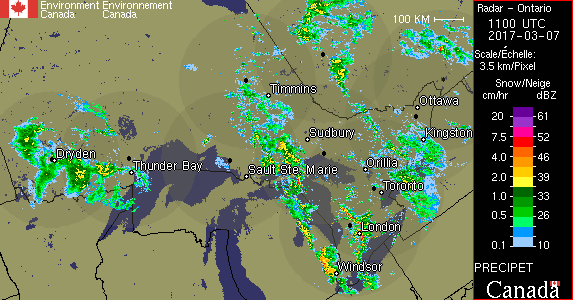 Environment Environnement
Canada Canada
100 KM
Timmins
Ottawa
Sudbury
Kingston
Dryden
Thunder Bay
Sault Ste. Marie
Orillia
Toronto
London
Windsor
Radar - Ontario
1100 UTC
2017-03-07
Scale/Échelle:
3.5 km/Pixel
Snow/Neige
cm/hr dBZ
20 61
7.5 52
4.0 46
2.0 39
1.0 33
0.5 26
0.1 10
PRECIPET
Canada